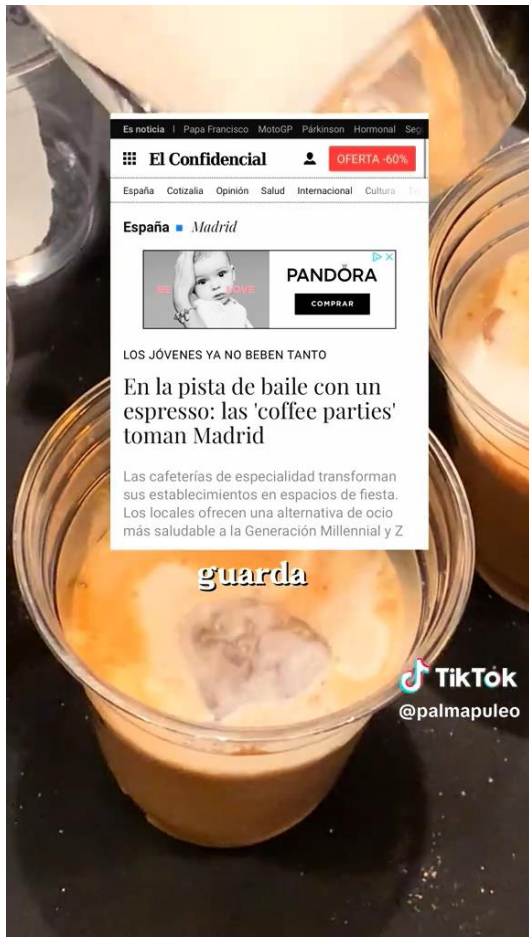 Es noticia | Papa Francisco MotoGP Párkinson Hormonal
El Confidencial
OFERTA -60%
España Cotizalia Opinión Salud Internacional Cultura
España Madrid
BE LOVE
PANDÖRA
COMPRAR
LOS JÓVENES YA NO BEBEN TANTO
En la pista de baile con un
espresso: las 'coffee parties'
toman Madrid
Las cafeterías de especialidad transforman
sus establecimientos en espacios de fiesta.
Los locales ofrecen una alternativa de ocio
más saludable a la Generación Millennial y Z
guarda
TikTok
@palmapuleo